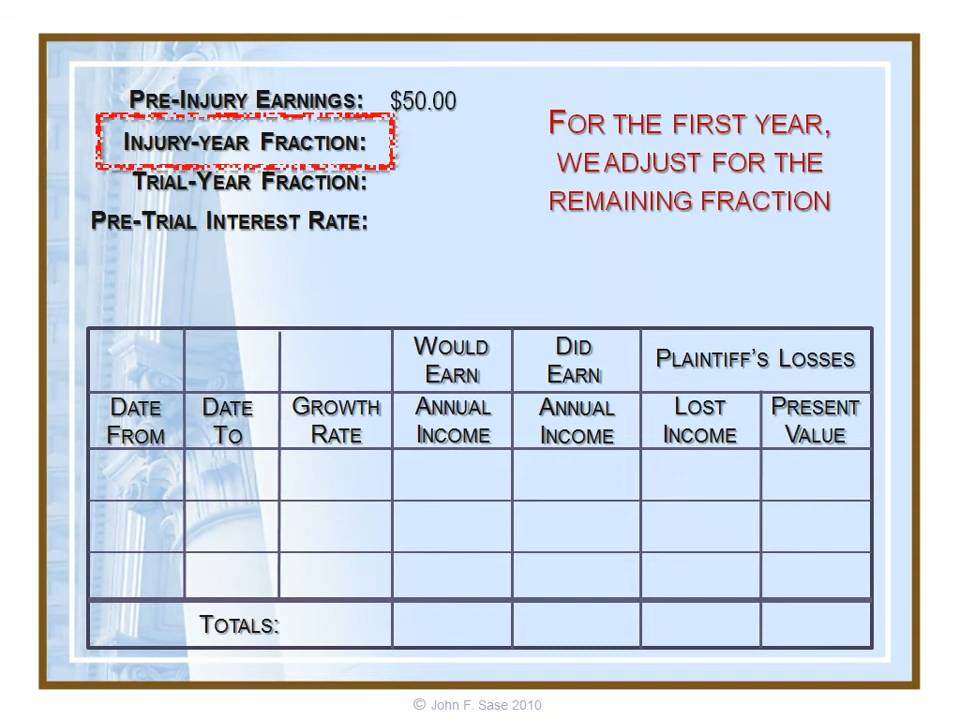 PRE-INJURY EARNINGS: $50.00
INJURY-YEAR FRACTION:
TRIAL-YEAR FRACTION:
PRE-TRIAL INTEREST RATE:
FOR THE FIRST YEAR,
WE ADJUST FOR THE
REMAINING FRACTION
WOULD EARN
DID EARN
PLAINTIFF'S LOSSES
DATE FROM
DATE TO
GROWTH RATE
ANNUAL INCOME
ANNUAL INCOME
LOST INCOME
PRESENT VALUE
TOTALS:
© John F. Sase 2010